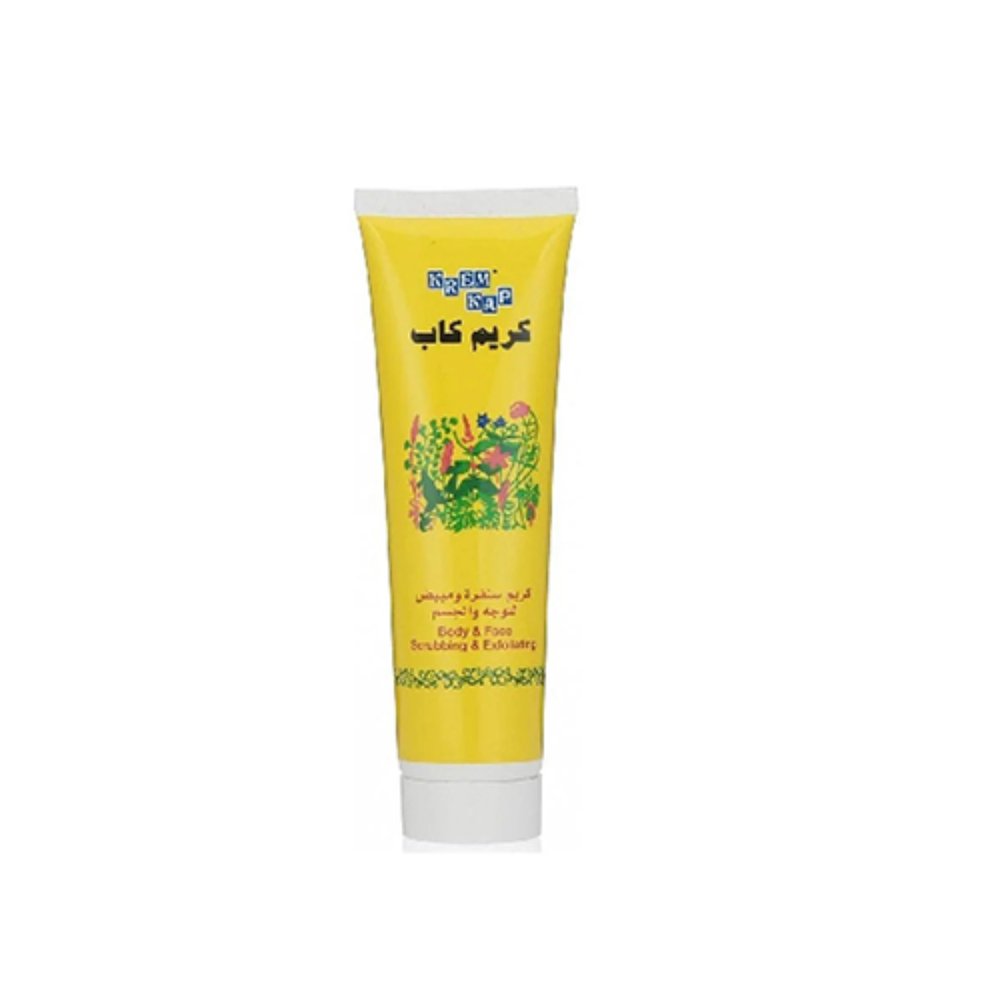 KREM
KAP
كريم كاب
كريم سنفرة ومبيض
للوجه والجسم
Body & Face
Scrubbing & Exfoliating